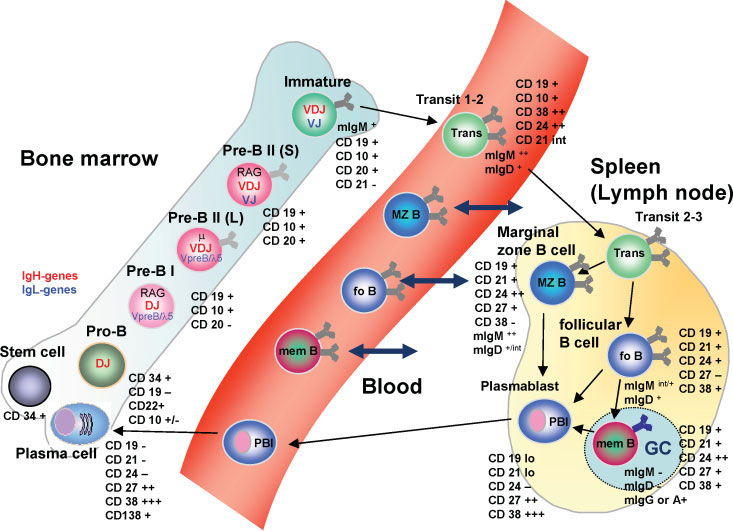 Bone marrow
Immature
VDJ
VJ
mIgM +
CD 19 +
CD 10 +
CD 20 +
CD 21 -
Pre-B II (S)
RAG
VDJ
VJ
CD 19 +
CD 10 +
CD 20 +
Pre-B II (L)
μ
VDJ
VpreB/λ5
Pre-B I
RAG
DJ
VpreB/λ5
CD 19 +
CD 10 +
CD 20 -
IgH-genes
IgL-genes
Pro-B
DJ
CD 34 +
CD 19 –
CD22+
CD 10 +/-
Stem cell
CD 34 +
Plasma cell
CD 19 -
CD 21 -
CD 24 –
CD 27 ++
CD 38 +++
CD138 +
Transit 1-2
Trans
CD 19 +
CD 10 +
CD 38 ++
CD 24 ++
CD 21 int
mIgM ++
mIgD +
MZ B
fo B
mem B
Blood
PBl
Spleen
(Lymph node)
Transit 2-3
Trans
Marginal
zone B cell
MZ B
CD 19 +
CD 21 +
CD 24 ++
CD 27 +
CD 38 -
mIgM ++
mIgD +/int
follicular
B cell
fo B
CD 19 +
CD 21 +
CD 24 +
CD 27 –
CD 38 +
mIgM int/+
mIgD +
Plasmablast
PBl
CD 19 lo
CD 21 lo
CD 24 –
CD 27 ++
CD 38 +++
mem B
GC
mIgM -
mIgD -
mIgG or A+
CD 19 +
CD 21 +
CD 24 ++
CD 27 +
CD 38 +